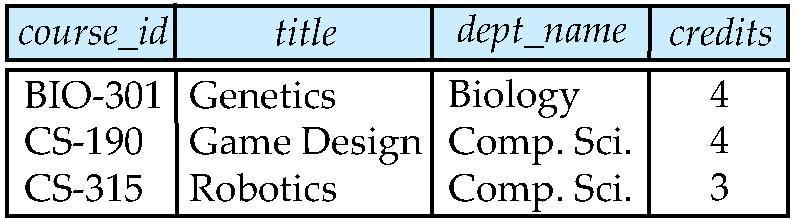 course_id title dept_name credits
BIO-301 Genetics Biology 4
CS-190 Game Design Comp. Sci. 4
CS-315 Robotics Comp. Sci. 3